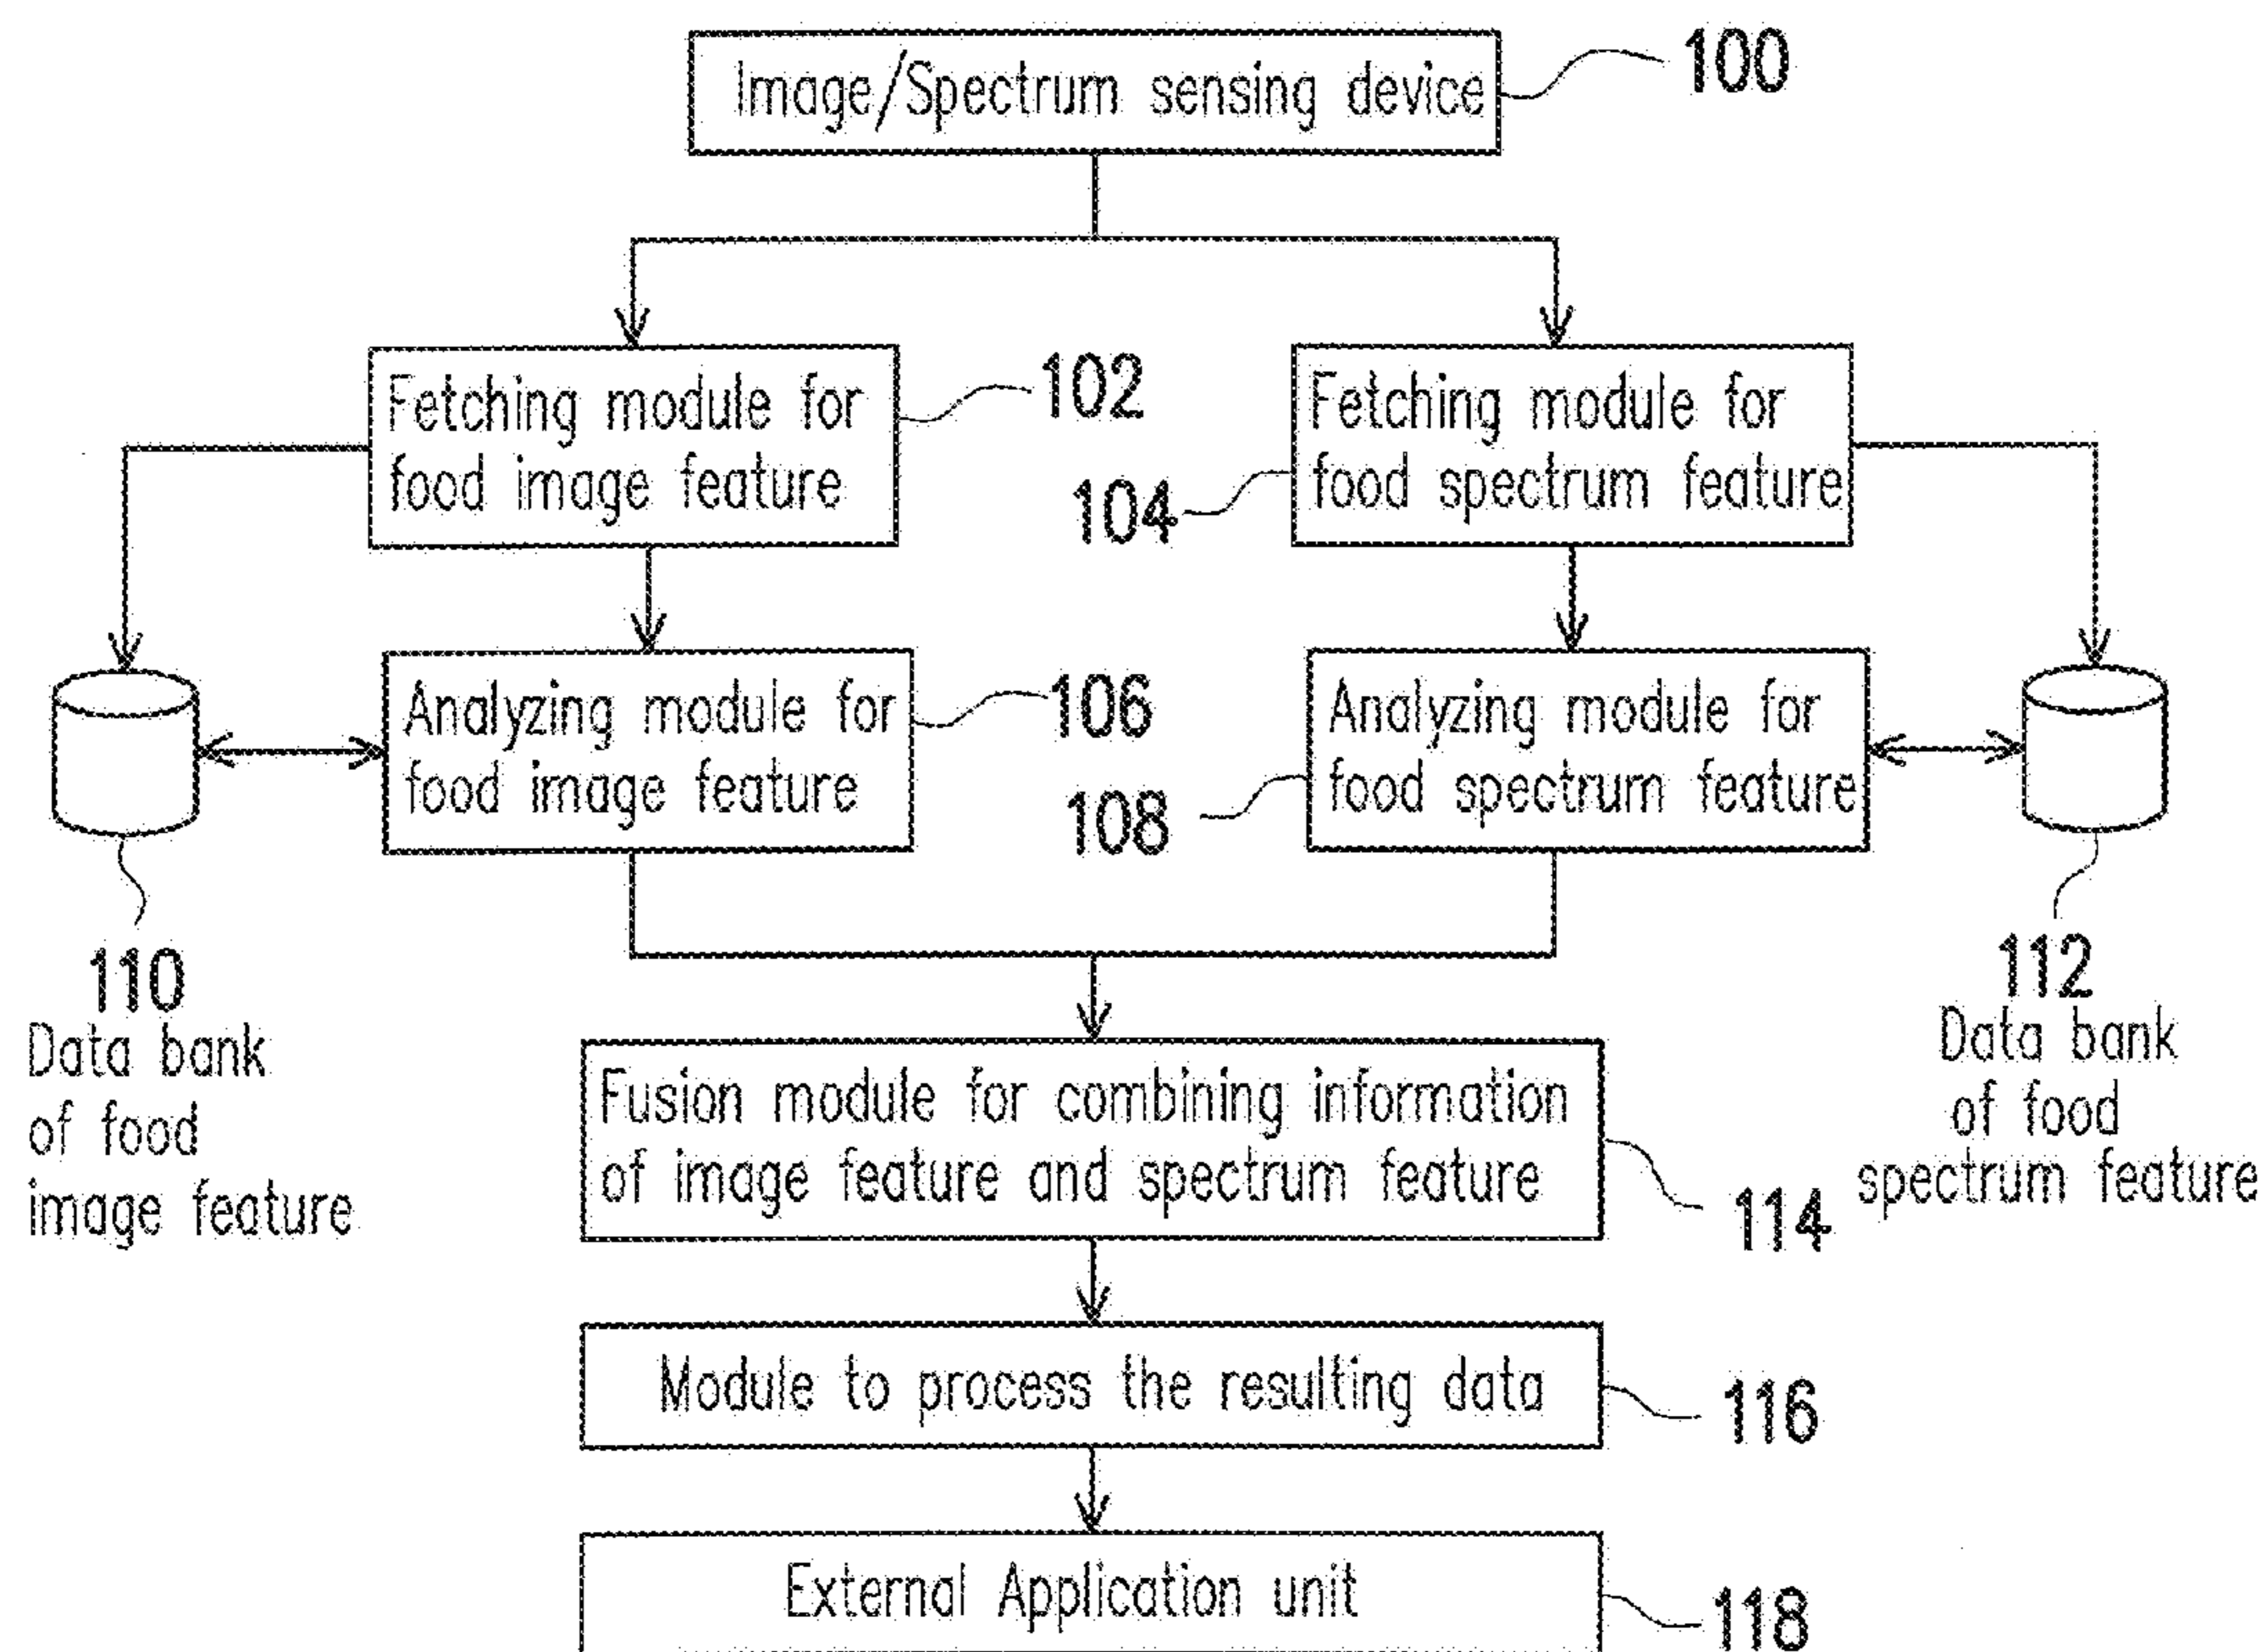 Image/Spectrum sensing device
100
Fetching module for
food image feature
102
104
Fetching module for
food spectrum feature
Analyzing module for
food image feature
106
108
Analyzing module for
food spectrum feature
110
Data bank
of food
image feature
112
Data bank
of food
spectrum feature
Fusion module for combining information
of image feature and spectrum feature
114
Module to process the resulting data
116
External Application unit
118